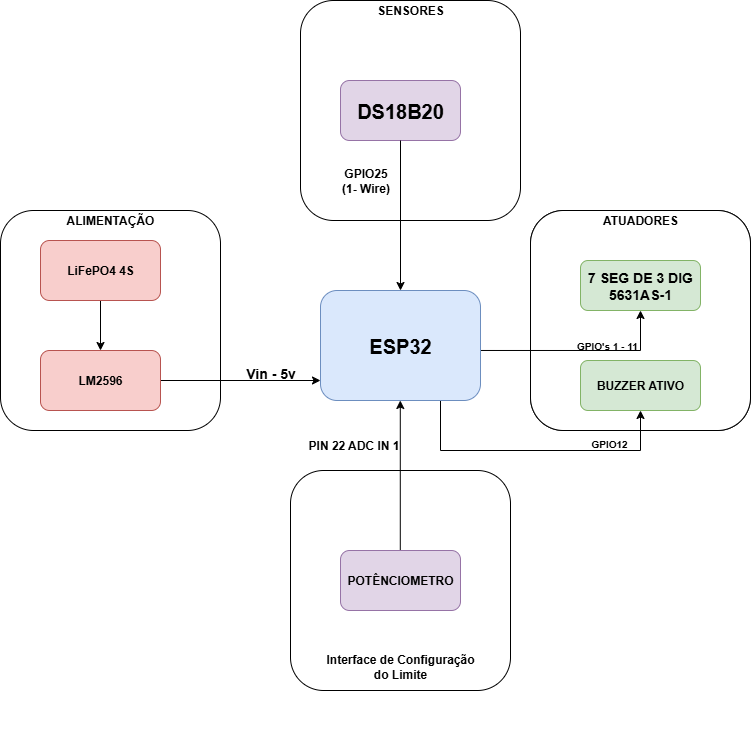 SENSORES
DS18B20
GPIO25
(1- Wire)
ALIMENTAÇÃO
LiFePO4 4S
LM2596
Vin - 5v
ESP32
ATUADORES
7 SEG DE 3 DIG
5631AS-1
GPIO's 1 - 11
BUZZER ATIVO
GPIO12
PIN 22 ADC IN 1
POTÊNCIOMETRO
Interface de Configuração
do Limite